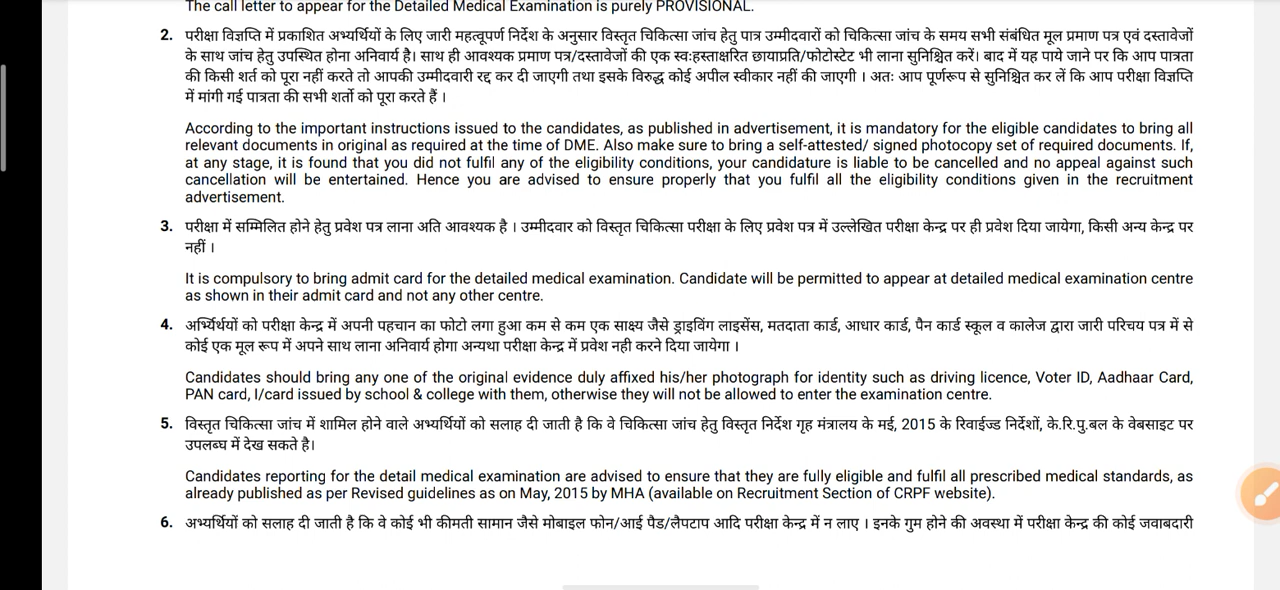 The call letter to appear for the Detailed Medical Examination is purely PROVISIONAL.
2. परीक्षा विज्ञप्ति में प्रकाशित अभ्यर्थियों के लिए जारी महत्वपूर्ण निर्देश के अनुसार विस्तृत चिकित्सा जांच हेतु पात्र उम्मीदवारों को चिकित्सा जांच के समय सभी संबंधित मूल प्रमाण पत्र एवं दस्तावेजों
के साथ जांच हेतु उपस्थित होना अनिवार्य है। साथ ही आवश्यक प्रमाण पत्र/दस्तावेजों की एक स्व:हस्ताक्षरित छायाप्रति/फोटोस्टेट भी लाना सुनिश्चित करें। बाद में यह पाये जाने पर कि आप पात्रता
की किसी शर्त को पूरा नहीं करते तो आपकी उम्मीदवारी रद्द कर दी जाएगी तथा इसके विरुद्ध कोई अपील स्वीकार नहीं की जाएगी । अतः आप पूर्णरूप से सुनिश्चित कर लें कि आप परीक्षा विज्ञप्ति
में मांगी गई पात्रता की सभी शर्तो को पूरा करते हैं ।
According to the important instructions issued to the candidates, as published in advertisement, it is mandatory for the eligible candidates to bring all
relevant documents in original as required at the time of DME. Also make sure to bring a self-attested/ signed photocopy set of required documents. If,
at any stage, it is found that you did not fulfil any of the eligibility conditions, your candidature is liable to be cancelled and no appeal against such
cancellation will be entertained. Hence you are advised to ensure properly that you fulfil all the eligibility conditions given in the recruitment
advertisement.
3. परीक्षा में सम्मिलित होने हेतु प्रवेश पत्र लाना अति आवश्यक है । उम्मीदवार को विस्तृत चिकित्सा परीक्षा के लिए प्रवेश पत्र में उल्लेखित परीक्षा केन्द्र पर ही प्रवेश दिया जायेगा, किसी अन्य केन्द्र पर
नहीं ।
It is compulsory to bring admit card for the detailed medical examination. Candidate will be permitted to appear at detailed medical examination centre
as shown in their admit card and not any other centre.
4. अर्भ्यिर्थयों को परीक्षा केन्द्र में अपनी पहचान का फोटो लगा हुआ कम से कम एक साक्ष्य जैसे ड्राइविंग लाइसेंस, मतदाता कार्ड, आधार कार्ड, पैन कार्ड स्कूल व कालेज द्वारा जारी परिचय पत्र में से
कोई एक मूल रूप में अपने साथ लाना अनिवार्य होगा अन्यथा परीक्षा केन्द्र में प्रवेश नही करने दिया जायेगा ।
Candidates should bring any one of the original evidence duly affixed his/her photograph for identity such as driving licence, Voter ID, Aadhaar Card,
PAN card, I/card issued by school & college with them, otherwise they will not be allowed to enter the examination centre.
5. विस्तृत चिकित्सा जांच में शामिल होने वाले अभ्यर्थियों को सलाह दी जाती है कि वे चिकित्सा जांच हेतु विस्तृत निर्देश गृह मंत्रालय के मई, 2015 के रिवाईज्ड निर्देशों, के.रि.पु.बल के वेबसाइट पर
उपलब्घ में देख सकते है।
Candidates reporting for the detail medical examination are advised to ensure that they are fully eligible and fulfil all prescribed medical standards, as
already published as per Revised guidelines as on May, 2015 by MHA (available on Recruitment Section of CRPF website).
6. अभ्यर्थियों को सलाह दी जाती है कि वे कोई भी कीमती सामान जैसे मोबाइल फोन/आई पैड/लैपटाप आदि परीक्षा केन्द्र में न लाए । इनके गुम होने की अवस्था में परीक्षा केन्द्र की कोई जवाबदारी